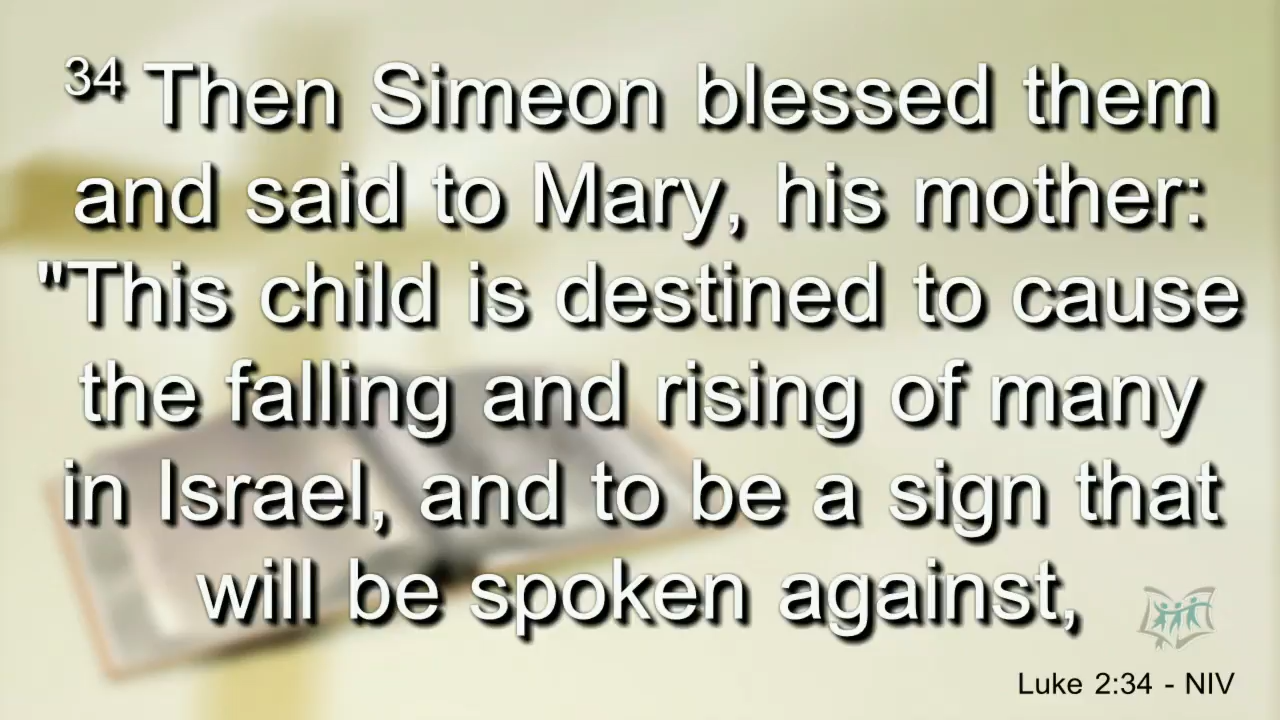 34 Then Simeon blessed them
and said to Mary, his mother:
"This child is destined to cause
the falling and rising of many
in Israel, and to be a sign that
will be spoken against,
Luke 2:34 - NIV